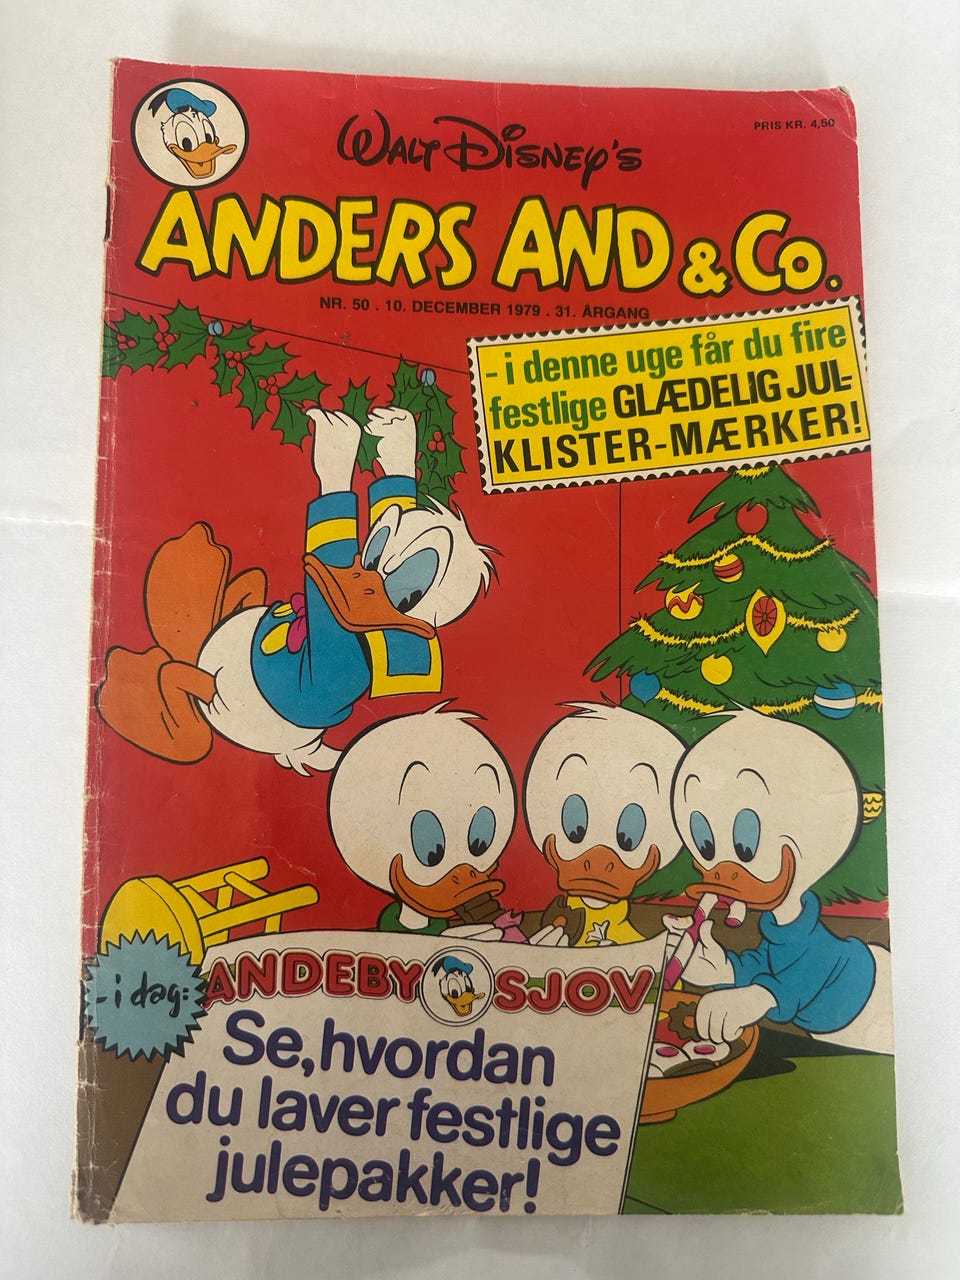 PRIS KR. 4,50
WALT DISNEY'S
ANDERS AND & CO.
NR. 50 . 10. DECEMBER 1979 . 31. ÅRGANG
- i denne uge får du fire
festlige GLÆDELIG JUL-
KLISTER-MÆRKER!
- i dag:
ANDEBY SJOV
Se, hvordan
du laver festlige
julepakker!